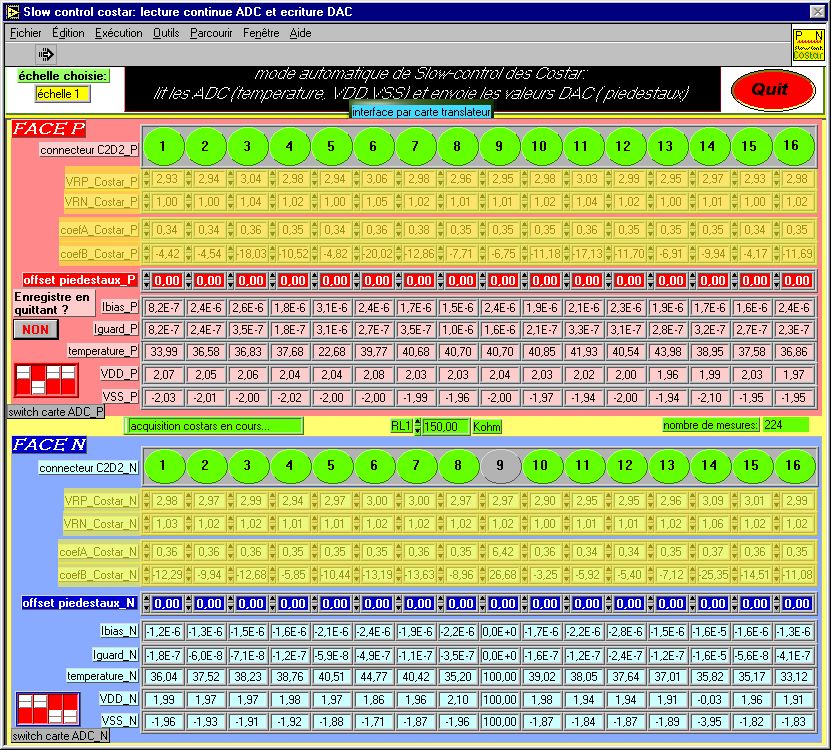 Slow control costar: lecture continue ADC et ecriture DAC
Fichier Édition Exécution Outils Parcourir Fenêtre Aide
P N
CoStar
échelle choisie:
échelle 1
mode automatique de Slow-control des Costar:
lit les ADC (temperature, VDD,VSS) et envoie les valeurs DAC ( piedestaux)
Quit
interface par carte translateur
FACE P
connecteur C2D2_P 1 2 3 4 5 6 7 8 9 10 11 12 13 14 15 16
VRP_Costar_P 2,93 2,94 3,04 2,98 2,94 3,06 2,98 2,96 2,95 2,98 3,03 2,99 2,95 2,97 2,93 2,98
VRN_Costar_P 1,00 1,00 1,04 1,02 1,00 1,05 1,02 1,01 1,01 1,02 1,04 1,02 1,01 1,01 1,00 1,02
coefA_Costar_P 0,34 0,34 0,36 0,35 0,34 0,36 0,35 0,35 0,35 0,35 0,36 0,35 0,35 0,35 0,34 0,35
coefB_Costar_P -4,42 -4,54 -18,03 -10,52 -4,82 -20,02 -12,86 -7,71 -6,75 -11,18 -17,13 -11,70 -6,91 -9,94 -4,17 -11,69
offset piedestaux_P 0,00 0,00 0,00 0,00 0,00 0,00 0,00 0,00 0,00 0,00 0,00 0,00 0,00 0,00 0,00 0,00
Enregistre en
quittant ?
NON
Ibias_P 8,2E-7 2,4E-6 2,6E-6 1,8E-6 3,1E-6 2,4E-6 1,7E-6 1,5E-6 2,4E-6 1,9E-6 2,1E-6 2,3E-6 1,9E-6 1,7E-6 1,6E-6 2,4E-6
Iguard_P 8,2E-7 2,4E-7 3,5E-7 1,8E-7 3,1E-6 2,7E-7 3,5E-7 1,0E-6 1,6E-6 2,1E-7 3,3E-7 3,1E-7 2,8E-7 3,2E-7 2,7E-7 2,3E-7
temperature_P 33,99 36,58 36,83 37,68 22,68 39,77 40,68 40,70 40,70 40,85 41,93 40,54 43,98 38,95 37,58 36,86
VDD_P 2,07 2,05 2,06 2,04 2,04 2,08 2,03 2,03 2,04 2,03 2,02 2,00 1,96 1,99 2,03 1,97
VSS_P -2,03 -2,01 -2,00 -2,02 -2,00 -1,97 -1,99 -1,96 -2,00 -1,99 -2,00 -1,99 -1,94 -2,10 -1,95 -1,95
switch carte ADC_P
acquisition costars en cours...
RL1 150,00 Kohm
nombre de mesures: 224
FACE N
connecteur C2D2_N 1 2 3 4 5 6 7 8 9 10 11 12 13 14 15 16
VRP_Costar_N 2,98 2,97 2,99 2,94 2,97 3,00 3,00 2,97 2,97 2,90 2,95 2,95 2,96 3,09 3,01 2,99
VRN_Costar_N 1,03 1,02 1,02 1,01 1,01 1,02 1,02 1,02 1,02 1,00 1,01 1,01 1,02 1,06 1,02 1,02
coefA_Costar_N 0,36 0,35 0,36 0,35 0,35 0,35 0,35 0,35 6,42 0,36 0,34 0,35 0,34 0,37 0,36 0,35
coefB_Costar_N -12,29 -9,94 -12,68 -5,85 -10,44 -13,19 -13,63 -8,96 26,68 -3,25 -5,92 -5,40 -7,12 -25,35 -14,51 -11,08
offset piedestaux_N 0,00 0,00 0,00 0,00 0,00 0,00 0,00 0,00 0,00 0,00 0,00 0,00 0,00 0,00 0,00 0,00
Ibias_N -1,2E-6 -1,3E-6 -1,5E-6 -1,6E-6 -2,1E-6 -2,4E-6 -1,9E-6 -2,2E-6 0,0E+0 -1,7E-6 -2,2E-6 -2,8E-6 -1,5E-6 -1,6E-5 -1,6E-6 -1,3E-6
Iguard_N -1,8E-7 -6,0E-8 -7,1E-8 -1,2E-7 -5,9E-8 -4,9E-7 -1,1E-7 -3,5E-7 0,0E+0 -1,6E-7 -1,2E-7 -2,4E-7 -1,2E-7 -1,6E-5 -5,6E-8 -4,1E-7
temperature_N 36,04 37,52 38,23 38,76 40,51 44,77 40,42 35,20 100,00 39,02 38,05 37,64 37,01 35,82 35,17 33,12
VDD_N 1,99 1,97 1,97 1,98 1,97 1,86 1,96 2,10 100,00 1,98 1,94 1,94 1,91 -0,03 1,96 1,91
VSS_N -1,96 -1,93 -1,91 -1,92 -1,88 -1,71 -1,87 -1,96 100,00 -1,87 -1,84 -1,87 -1,89 -3,95 -1,82 -1,83
switch carte ADC_N